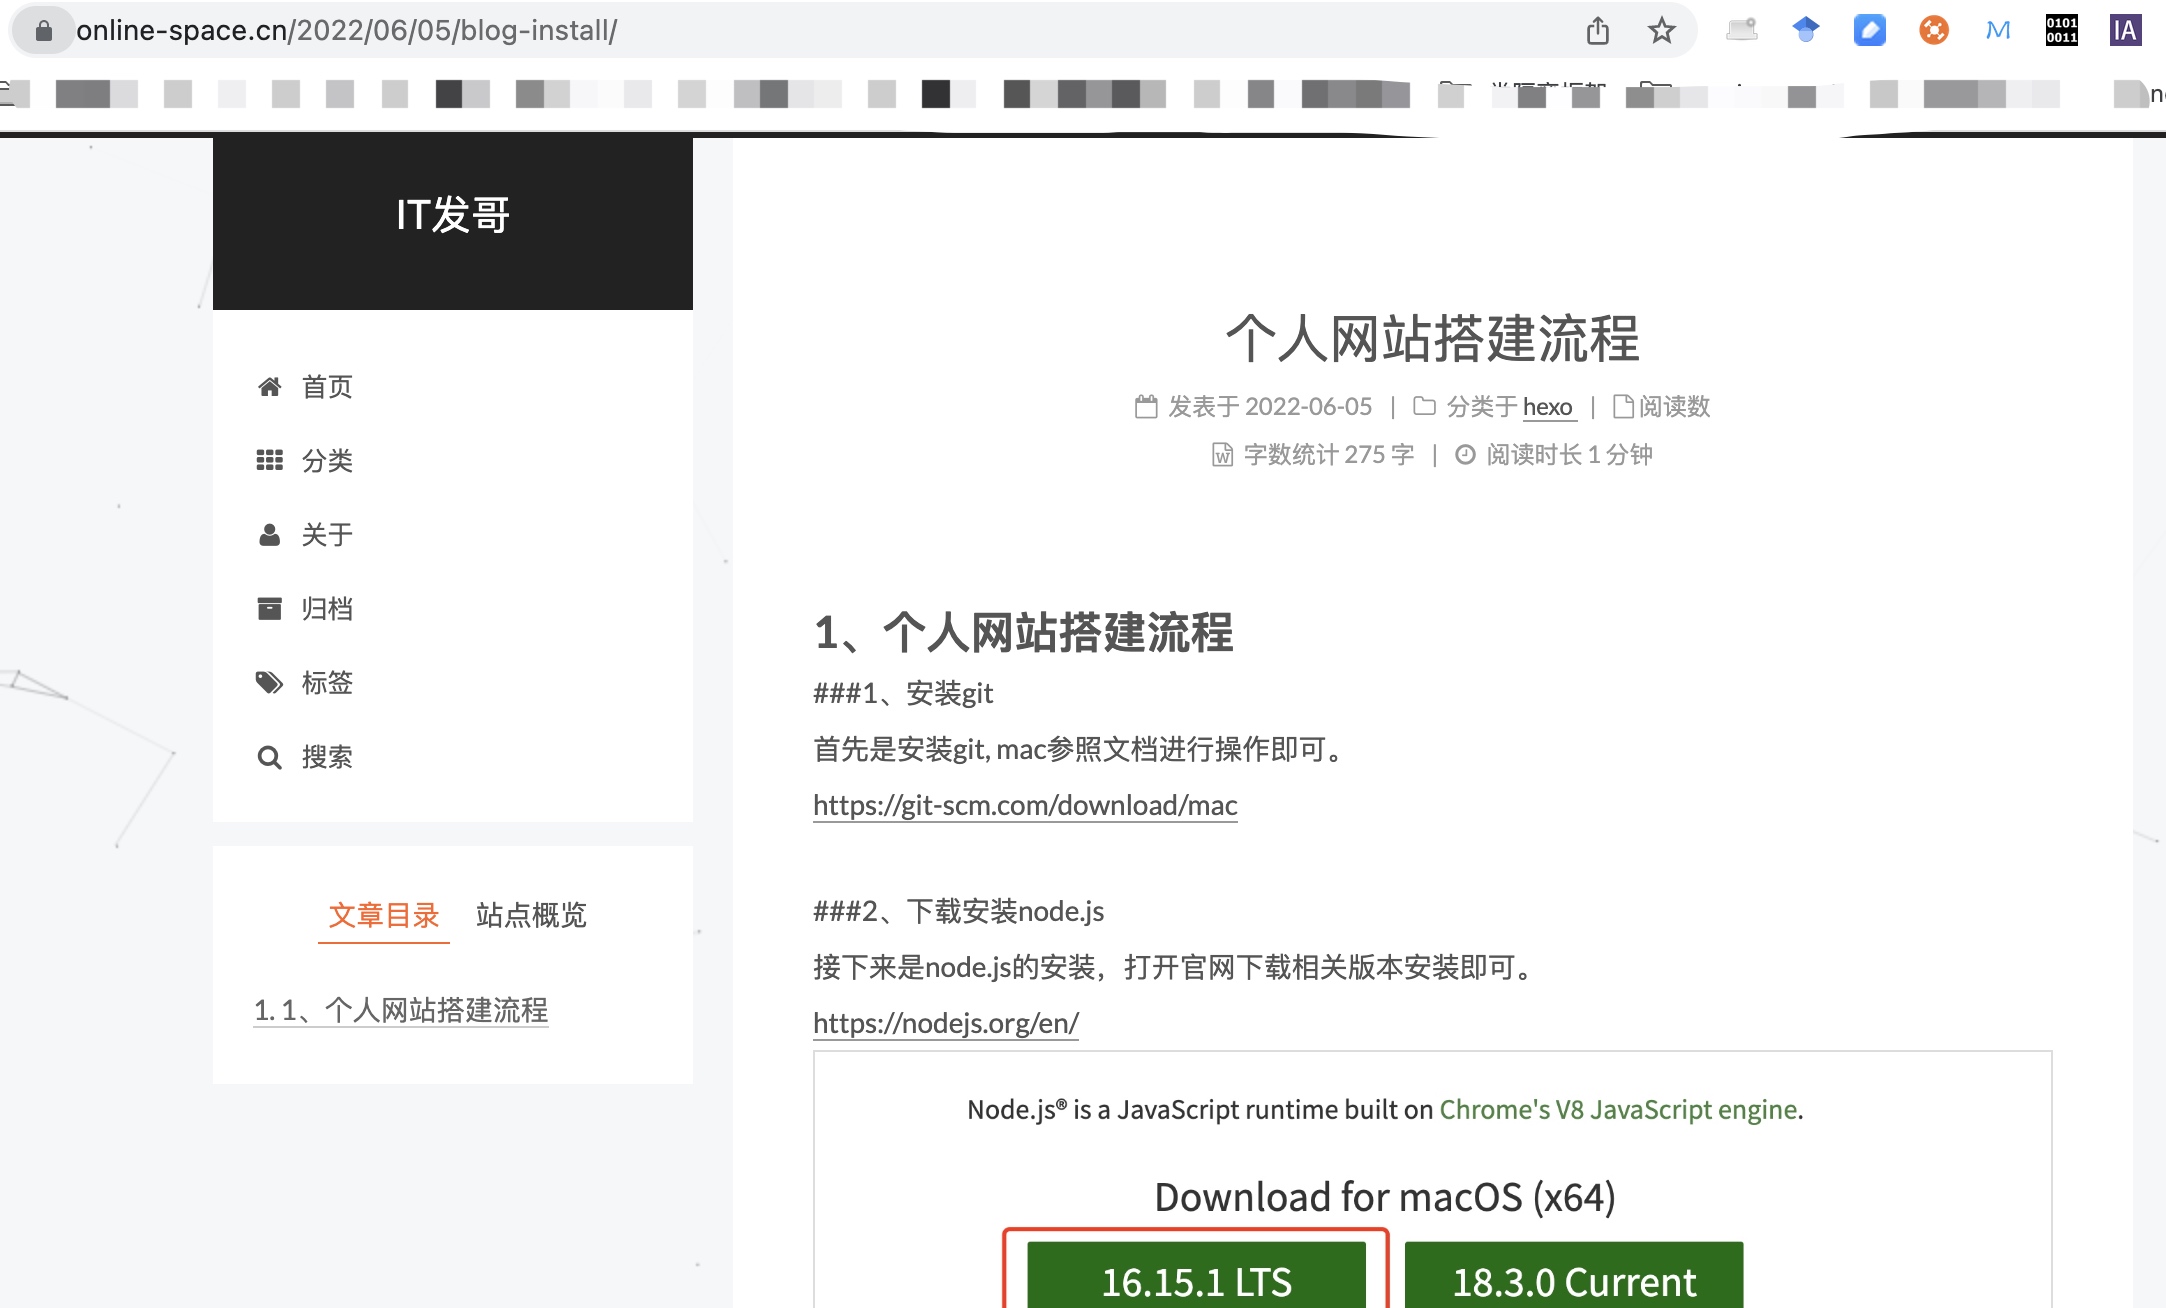 online-space.cn/2022/06/05/blog-install/
0101
0011
IA
IT发哥
首页
分类
关于
归档
标签
搜索
文章目录 站点概览
1. 1、个人网站搭建流程
个人网站搭建流程
发表于 2022-06-05 | 分类于 hexo | 阅读数
字数统计 275 字 | 阅读时长 1 分钟
1、个人网站搭建流程
###1、安装git
首先是安装git, mac参照文档进行操作即可。
https://git-scm.com/download/mac
###2、下载安装node.js
接下来是node.js的安装，打开官网下载相关版本安装即可。
https://nodejs.org/en/
Node.js® is a JavaScript runtime built on Chrome's V8 JavaScript engine.
Download for macOS (x64)
16.15.1 LTS
18.3.0 Current